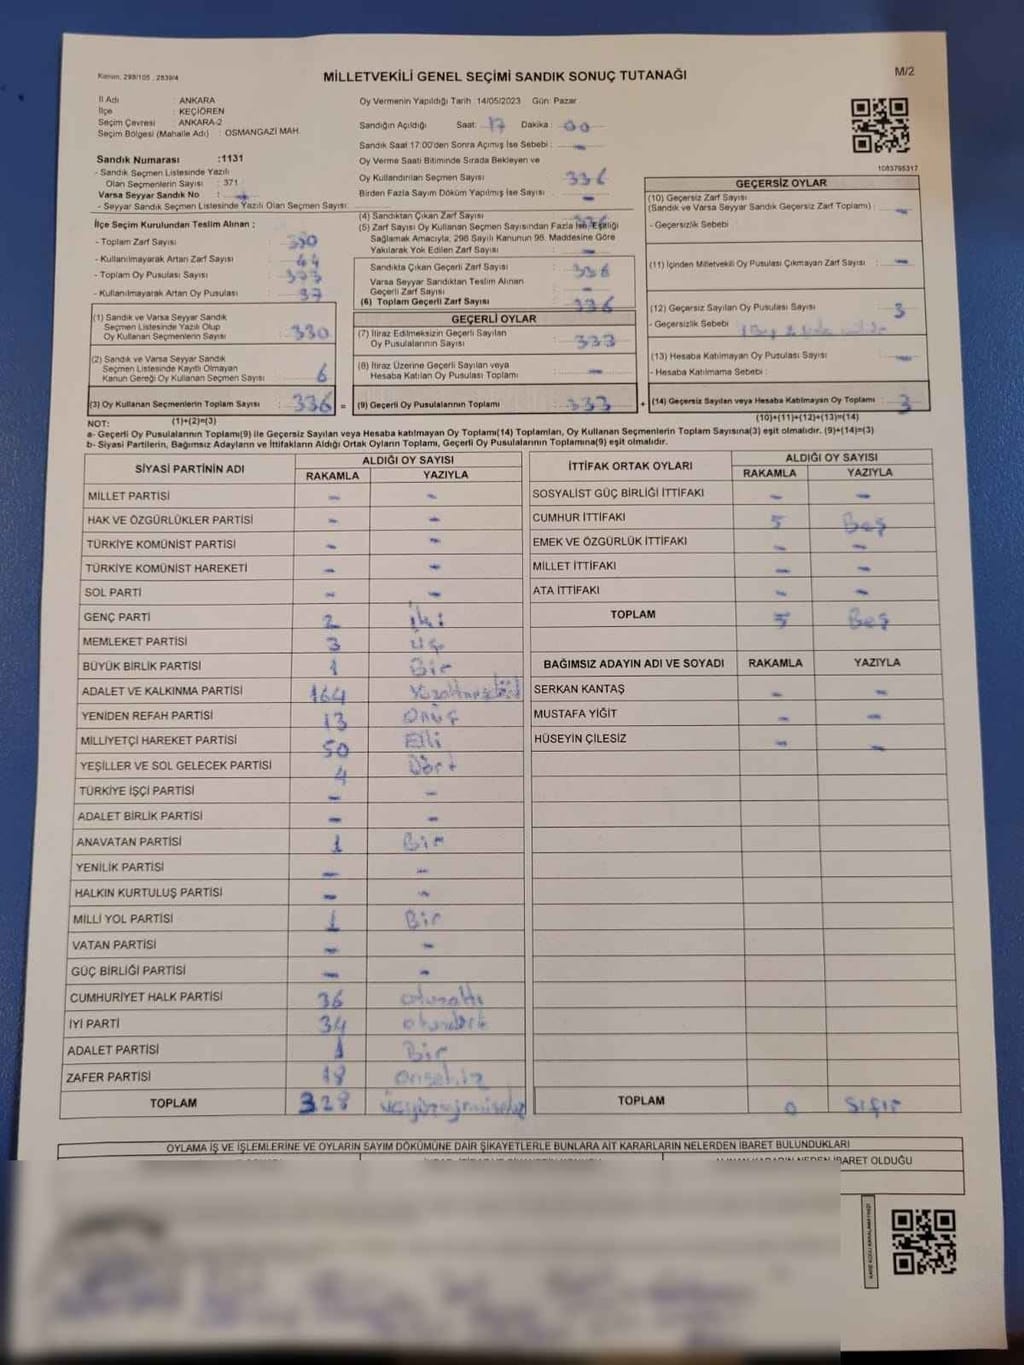 Kanun, 298/105 , 2839/4
MİLLETVEKİLİ GENEL SEÇİMİ SANDIK SONUÇ TUTANAĞI
M/2
İl Adı : ANKARA
İlçe : KEÇİÖREN
Seçim Çevresi : ANKARA-2
Seçim Bölgesi (Mahalle Adı) : OSMANGAZİ MAH.
Oy Vermenin Yapıldığı Tarih :14/05/2023 Gün: Pazar
Sandığın Açıldığı Saat: 17 Dakika : 00
Sandık Saat 17:00'den Sonra Açımış İse Sebebi : -
Oy Verme Saati Bitiminde Sırada Bekleyen ve
Oy Kullandırılan Seçmen Sayısı 336
Birden Fazla Sayım Döküm Yapılmış İse Sayısı : -
1083795317
Sandık Numarası :1131
- Sandık Seçmen Listesinde Yazılı
Olan Seçmenlerin Sayısı : 371
Varsa Seyyar Sandık No : -
- Seyyar Sandık Seçmen Listesinde Yazılı Olan Seçmen Sayısı:
İlçe Seçim Kurulundan Teslim Alınan :
- Toplam Zarf Sayısı : 380
- Kullanılmayarak Artan Zarf Sayısı : 44
- Toplam Oy Pusulası Sayısı : 373
- Kullanılmayarak Artan Oy Pusulası : 37
(1) Sandık ve Varsa Seyyar Sandık
Seçmen Listesinde Yazılı Olup
Oy Kullanan Seçmenlerin Sayısı : 330
(2) Sandık ve Varsa Seyyar Sandık
Seçmen Listesinde Kayıtlı Olmayan
Kanun Gereği Oy Kullanan Seçmen Sayısı : 6
(3) Oy Kullanan Seçmenlerin Toplam Sayısı : 336 =
(1)+(2)=(3)
(4) Sandıktan Çıkan Zarf Sayısı : 336
(5) Zarf Sayısı Oy Kullanan Seçmen Sayısından Fazla İse, Eşitliği
Sağlamak Amacıyla, 298 Sayılı Kanunun 98. Maddesine Göre
Yakılarak Yok Edilen Zarf Sayısı : -
Sandıkta Çıkan Geçerli Zarf Sayısı : 336
Varsa Seyyar Sandıktan Teslim Alınan
Geçerli Zarf Sayısı : -
(6) Toplam Geçerli Zarf Sayısı : 336
GEÇERLİ OYLAR
(7) İtiraz Edilmeksizin Geçerli Sayılan
Oy Pusulalarının Sayısı : 333
(8) İtiraz Üzerine Geçerli Sayılan veya
Hesaba Katılan Oy Pusulası Toplamı : -
(9) Geçerli Oy Pusulalarının Toplamı : 333 +
GEÇERSİZ OYLAR
(10) Geçersiz Zarf Sayısı
(Sandık ve Varsa Seyyar Sandık Geçersiz Zarf Toplamı) : -
- Geçersizlik Sebebi :
(11) İçinden Milletvekili Oy Pusulası Çıkmayan Zarf Sayısı : -
(12) Geçersiz Sayılan Oy Pusulası Sayısı : 3
- Geçersizlik Sebebi :
(13) Hesaba Katılmayan Oy Pusulası Sayısı : -
- Hesaba Katılmama Sebebi :
(14) Geçersiz Sayılan veya Hesaba Katılmayan Oy Toplamı : 3
(10)+(11)+(12)+(13)=(14)
NOT:
a- Geçerli Oy Pusulalarının Toplamı(9) ile Geçersiz Sayılan veya Hesaba katılmayan Oy Toplamı(14) Toplamları, Oy Kullanan Seçmenlerin Toplam Sayısına(3) eşit olmalıdır. (9)+(14)=(3)
b- Siyasi Partilerin, Bağımsız Adayların ve İttifakların Aldığı Ortak Oyların Toplamı, Geçerli Oy Pusulalarının Toplamına(9) eşit olmalıdır.
SİYASİ PARTİNİN ADI ALDIĞI OY SAYISI
RAKAMLA YAZIYLA
MİLLET PARTİSİ - -
HAK VE ÖZGÜRLÜKLER PARTİSİ - -
TÜRKİYE KOMÜNİST PARTİSİ - -
TÜRKİYE KOMÜNİST HAREKETİ - -
SOL PARTİ - -
GENÇ PARTİ 2 İki
MEMLEKET PARTİSİ 3 üç
BÜYÜK BİRLİK PARTİSİ 1 Bir
ADALET VE KALKINMA PARTİSİ 164 Yüzaltmışdört
YENİDEN REFAH PARTİSİ 13 onüç
MİLLİYETÇİ HAREKET PARTİSİ 50 Elli
YEŞİLLER VE SOL GELECEK PARTİSİ 4 Dört
TÜRKİYE İŞÇİ PARTİSİ - -
ADALET BİRLİK PARTİSİ - -
ANAVATAN PARTİSİ 1 Bir
YENİLİK PARTİSİ - -
HALKIN KURTULUŞ PARTİSİ - -
MİLLİ YOL PARTİSİ 1 Bir
VATAN PARTİSİ - -
GÜÇ BİRLİĞİ PARTİSİ - -
CUMHURİYET HALK PARTİSİ 36 otuzaltı
İYİ PARTİ 34 otuzdört
ADALET PARTİSİ 1 Bir
ZAFER PARTİSİ 18 onsekiz
TOPLAM 328 üçyüzyirmisekiz
İTTİFAK ORTAK OYLARI ALDIĞI OY SAYISI
RAKAMLA YAZIYLA
SOSYALİST GÜÇ BİRLİĞİ İTTİFAKI - -
CUMHUR İTTİFAKI 5 Beş
EMEK VE ÖZGÜRLÜK İTTİFAKI - -
MİLLET İTTİFAKI - -
ATA İTTİFAKI - -
TOPLAM 5 Beş
BAĞIMSIZ ADAYIN ADI VE SOYADI RAKAMLA YAZIYLA
SERKAN KANTAŞ - -
MUSTAFA YİĞİT - -
HÜSEYİN ÇİLESİZ - -
TOPLAM 0 Sıfır
OYLAMA İŞ VE İŞLEMLERİNE VE OYLARIN SAYIM DÖKÜMÜNE DAİR ŞİKAYETLERLE BUNLARA AİT KARARLARIN NELERDEN İBARET BULUNDUKLARI
İBARET OLDUĞU